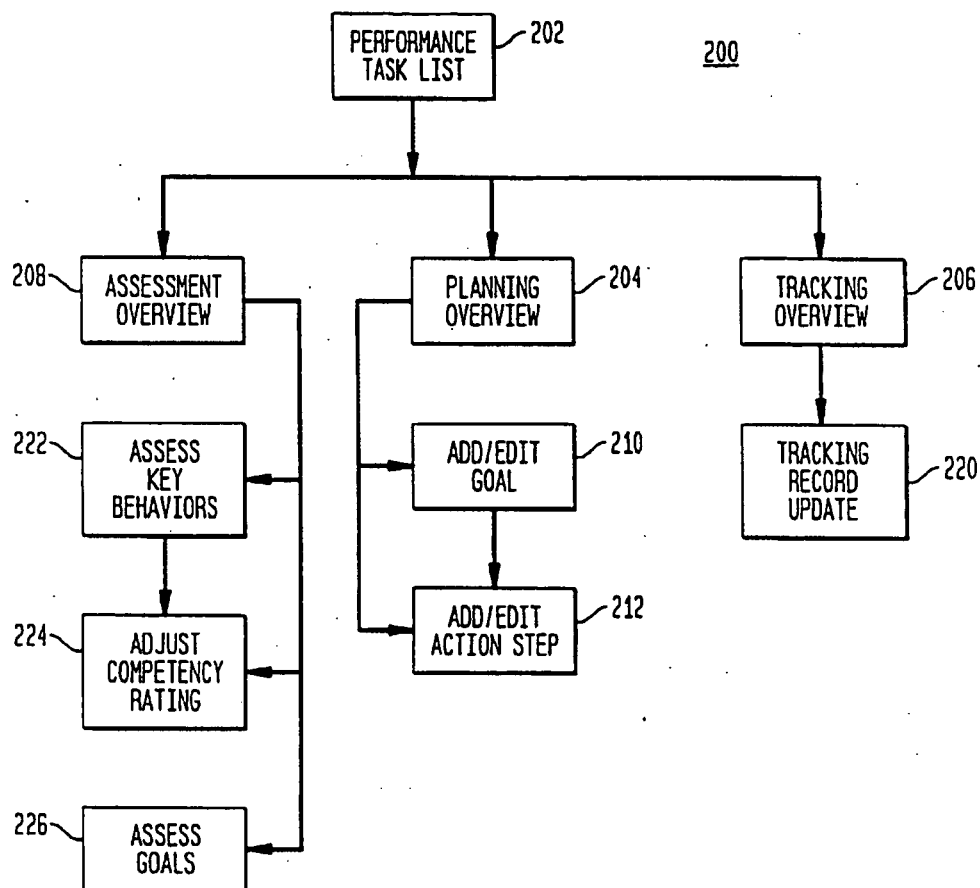 PERFORMANCE
TASK LIST
202
200
208
ASSESSMENT
OVERVIEW
PLANNING
OVERVIEW
204
TRACKING
OVERVIEW
206
222
ASSESS
KEY
BEHAVIORS
ADD/EDIT
GOAL
210
TRACKING
RECORD
UPDATE
220
224
ADJUST
COMPETENCY
RATING
ADD/EDIT
ACTION STEP
212
226
ASSESS
GOALS